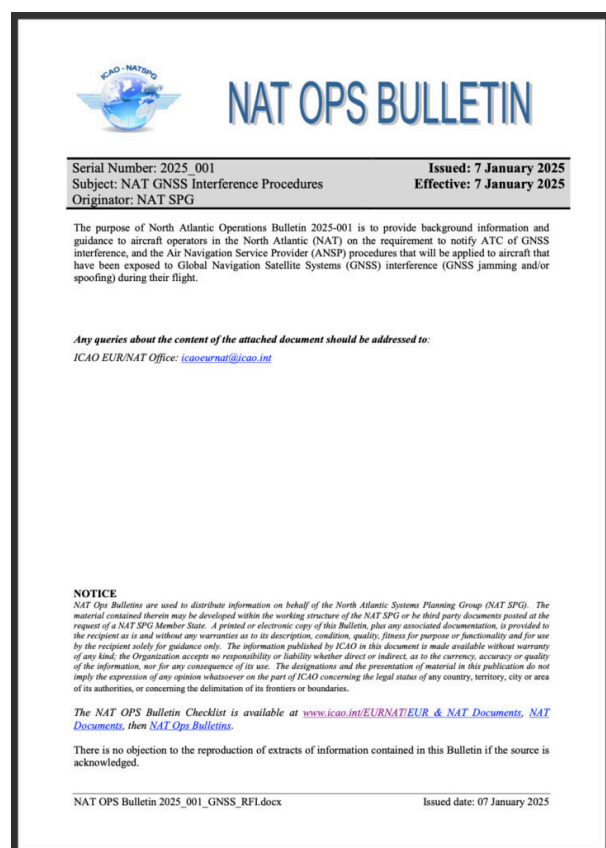 ICAO - NATSPG
NAT OPS BULLETIN
Serial Number: 2025_001
Issued: 7 January 2025
Subject: NAT GNSS Interference Procedures
Effective: 7 January 2025
Originator: NAT SPG
The purpose of North Atlantic Operations Bulletin 2025-001 is to provide background information and
guidance to aircraft operators in the North Atlantic (NAT) on the requirement to notify ATC of GNSS
interference, and the Air Navigation Service Provider (ANSP) procedures that will be applied to aircraft that
have been exposed to Global Navigation Satellite Systems (GNSS) interference (GNSS jamming and/or
spoofing) during their flight.
Any queries about the content of the attached document should be addressed to:
ICAO EUR/NAT Office: icaoeurnat@icao.int
NOTICE
NAT Ops Bulletins are used to distribute information on behalf of the North Atlantic Systems Planning Group (NAT SPG). The
material contained therein may be developed within the working structure of the NAT SPG or be third party documents posted at the
request of a NAT SPG Member State. A printed or electronic copy of this Bulletin, plus any associated documentation, is provided to
the recipient as is and without any warranties as to its description, condition, quality, fitness for purpose or functionality and for use
by the recipient solely for guidance only. The information published by ICAO in this document is made available without warranty
of any kind; the Organization accepts no responsibility or liability whether direct or indirect, as to the currency, accuracy or quality
of the information, nor for any consequence of its use. The designations and the presentation of material in this publication do not
imply the expression of any opinion whatsoever on the part of ICAO concerning the legal status of any country, territory, city or area
of its authorities, or concerning the delimitation of its frontiers or boundaries.
The NAT OPS Bulletin Checklist is available at www.icao.int/EURNAT/EUR & NAT Documents, NAT
Documents, then NAT Ops Bulletins.
There is no objection to the reproduction of extracts of information contained in this Bulletin if the source is
acknowledged.
NAT OPS Bulletin 2025_001_GNSS_RFI.docx
Issued date: 07 January 2025